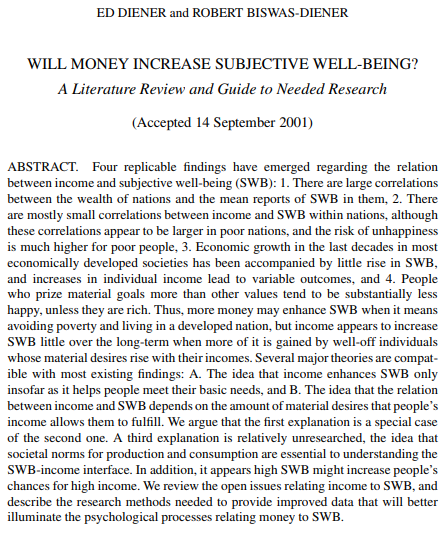 ED DIENER and ROBERT BISWAS-DIENER
WILL MONEY INCREASE SUBJECTIVE WELL-BEING?
A Literature Review and Guide to Needed Research
(Accepted 14 September 2001)
ABSTRACT. Four replicable findings have emerged regarding the relation
between income and subjective well-being (SWB): 1. There are large correlations
between the wealth of nations and the mean reports of SWB in them, 2. There
are mostly small correlations between income and SWB within nations, although
these correlations appear to be larger in poor nations, and the risk of unhappiness
is much higher for poor people, 3. Economic growth in the last decades in most
economically developed societies has been accompanied by little rise in SWB,
and increases in individual income lead to variable outcomes, and 4. People
who prize material goals more than other values tend to be substantially less
happy, unless they are rich. Thus, more money may enhance SWB when it means
avoiding poverty and living in a developed nation, but income appears to increase
SWB little over the long-term when more of it is gained by well-off individuals
whose material desires rise with their incomes. Several major theories are compat-
ible with most existing findings: A. The idea that income enhances SWB only
insofar as it helps people meet their basic needs, and B. The idea that the relation
between income and SWB depends on the amount of material desires that people's
income allows them to fulfill. We argue that the first explanation is a special case
of the second one. A third explanation is relatively unresearched, the idea that
societal norms for production and consumption are essential to understanding the
SWB-income interface. In addition, it appears high SWB might increase people's
chances for high income. We review the open issues relating income to SWB, and
describe the research methods needed to provide improved data that will better
illuminate the psychological processes relating money to SWB.